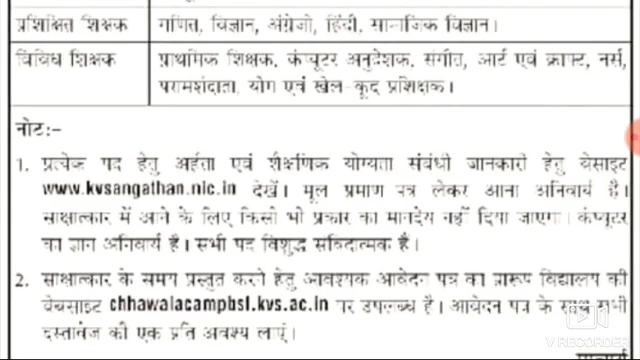 प्रशिक्षित शिक्षक गणित, विज्ञान, अंग्रेजी, हिंदी, सामाजिक विज्ञान।
विविध शिक्षक प्राथमिक शिक्षक, कंप्यूटर अनुदेशक, संगीत, आर्ट एवं क्राफ्ट, नर्स,
परामर्शदाता, योग एवं खेल-कूद प्रशिक्षक।
नोट:-
1. प्रत्येक पद हेतु अर्हता एवं शैक्षणिक योग्यता संबंधी जानकारी हेतु वेसाइट
www.kvsangathan.nic.in देखें। मूल प्रमाण पत्र लेकर आना अनिवार्य है।
साक्षात्कार में आने के लिए किसी भी प्रकार का मानदेय नहीं दिया जाएगा। कंप्यूटर
का ज्ञान अनिवार्य है। सभी पद विशुद्ध संविदात्मक हैं।
2. साक्षात्कार के समय प्रस्तुत करने हेतु आवश्यक आवेदन पत्र का प्रारूप विद्यालय की
वेबसाइट chhawalacampbsf.kvs.ac.in पर उपलब्ध है। आवेदन पत्र के साथ सभी
दस्तावेज की एक प्रति अवश्य लाएं।
V RECORDER